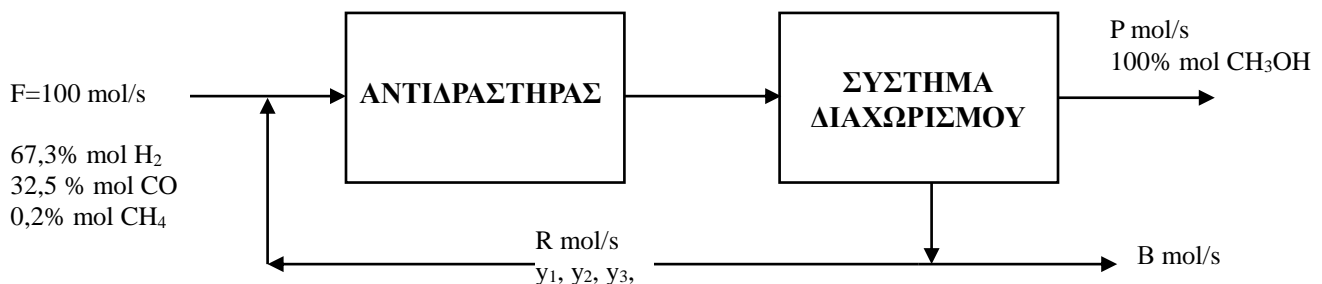 P mol/s
100% mol CH₃OH
F=100 mol/s
67,3% mol H₂
32,5 % mol CO
0,2% mol CH₄
ΑΝΤΙΔΡΑΣΤΗΡΑΣ
ΣΥΣΤΗΜΑ
ΔΙΑΧΩΡΙΣΜΟΥ
R mol/s
y₁, y₂, y₃,
B mol/s